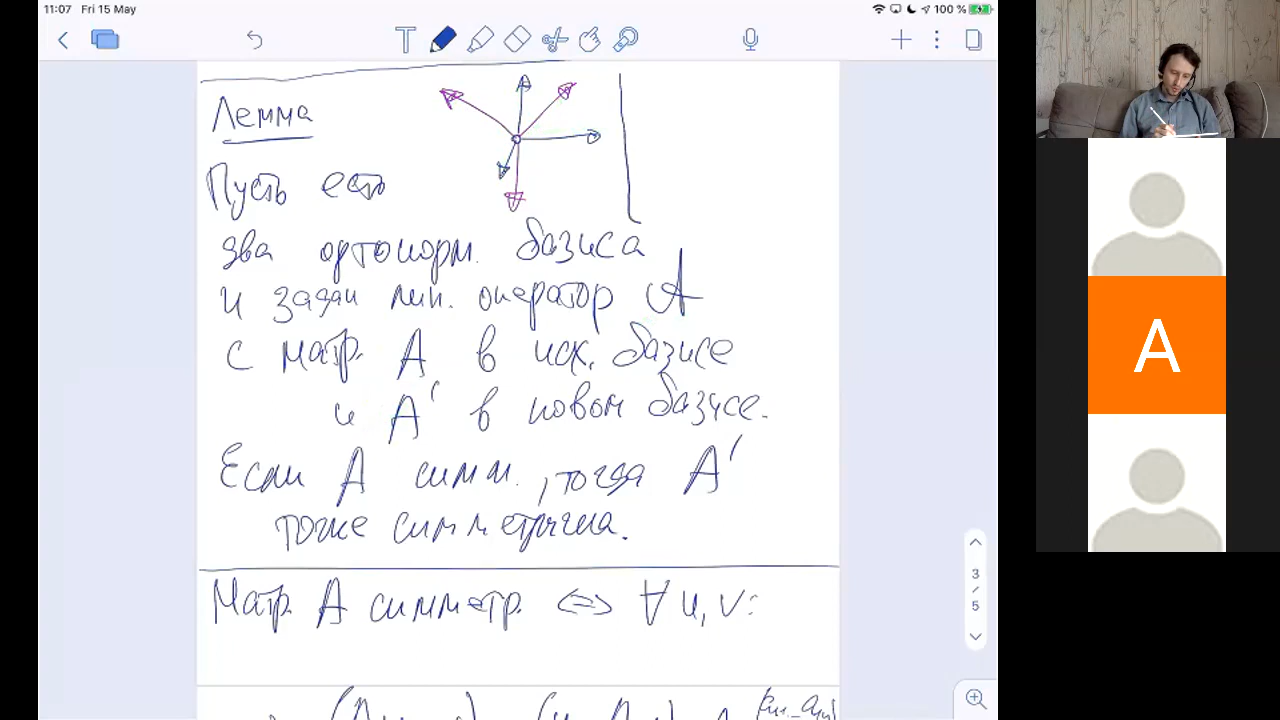 11:07 Fri 15 May
100 %
Лемма
Пусть есть
два ортонорм. базиса
и задан лин. оператор A
с матр. A в исх. базисе
и A' в новом базисе.
Если A симм., тогда A'
тоже симметрична.
Матр. A симметр. ⇔ ∀ u, v:
3
/
5
A